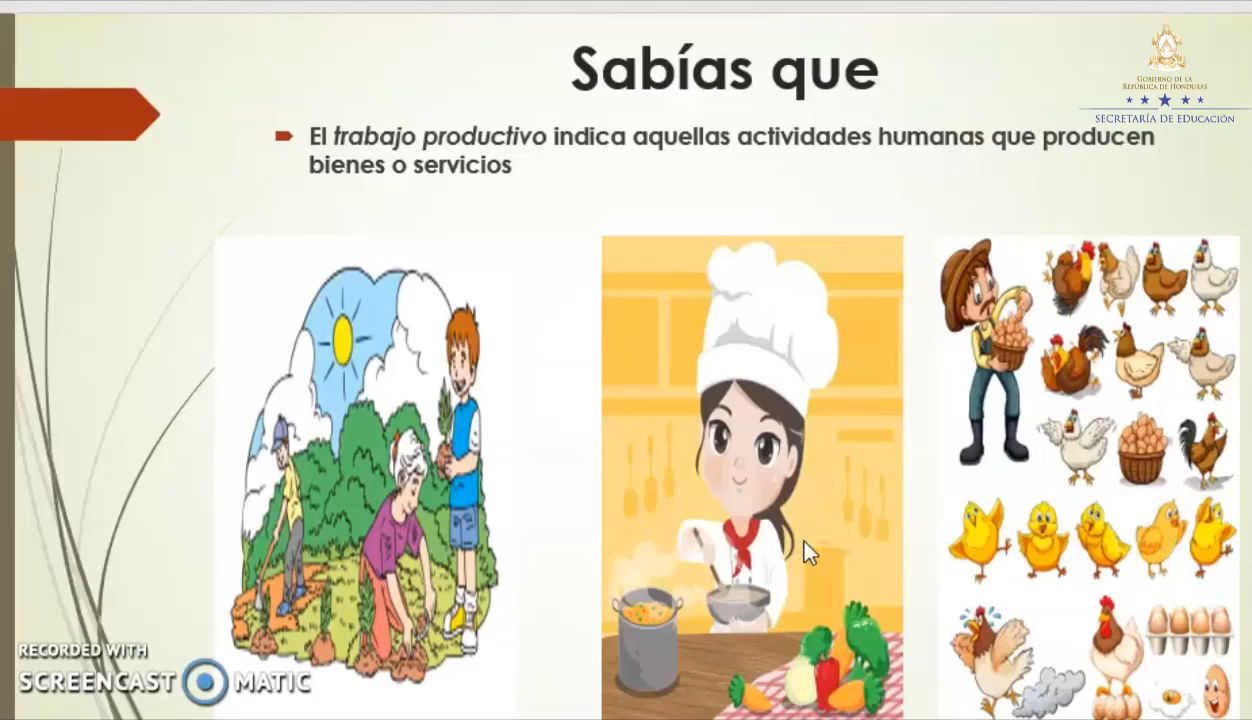 Sabías que
GOBIERNO DE LA
REPÚBLICA DE HONDURAS
SECRETARÍA DE EDUCACIÓN
El trabajo productivo indica aquellas actividades humanas que producen
bienes o servicios
RECORDED WITH
SCREENCAST MATIC